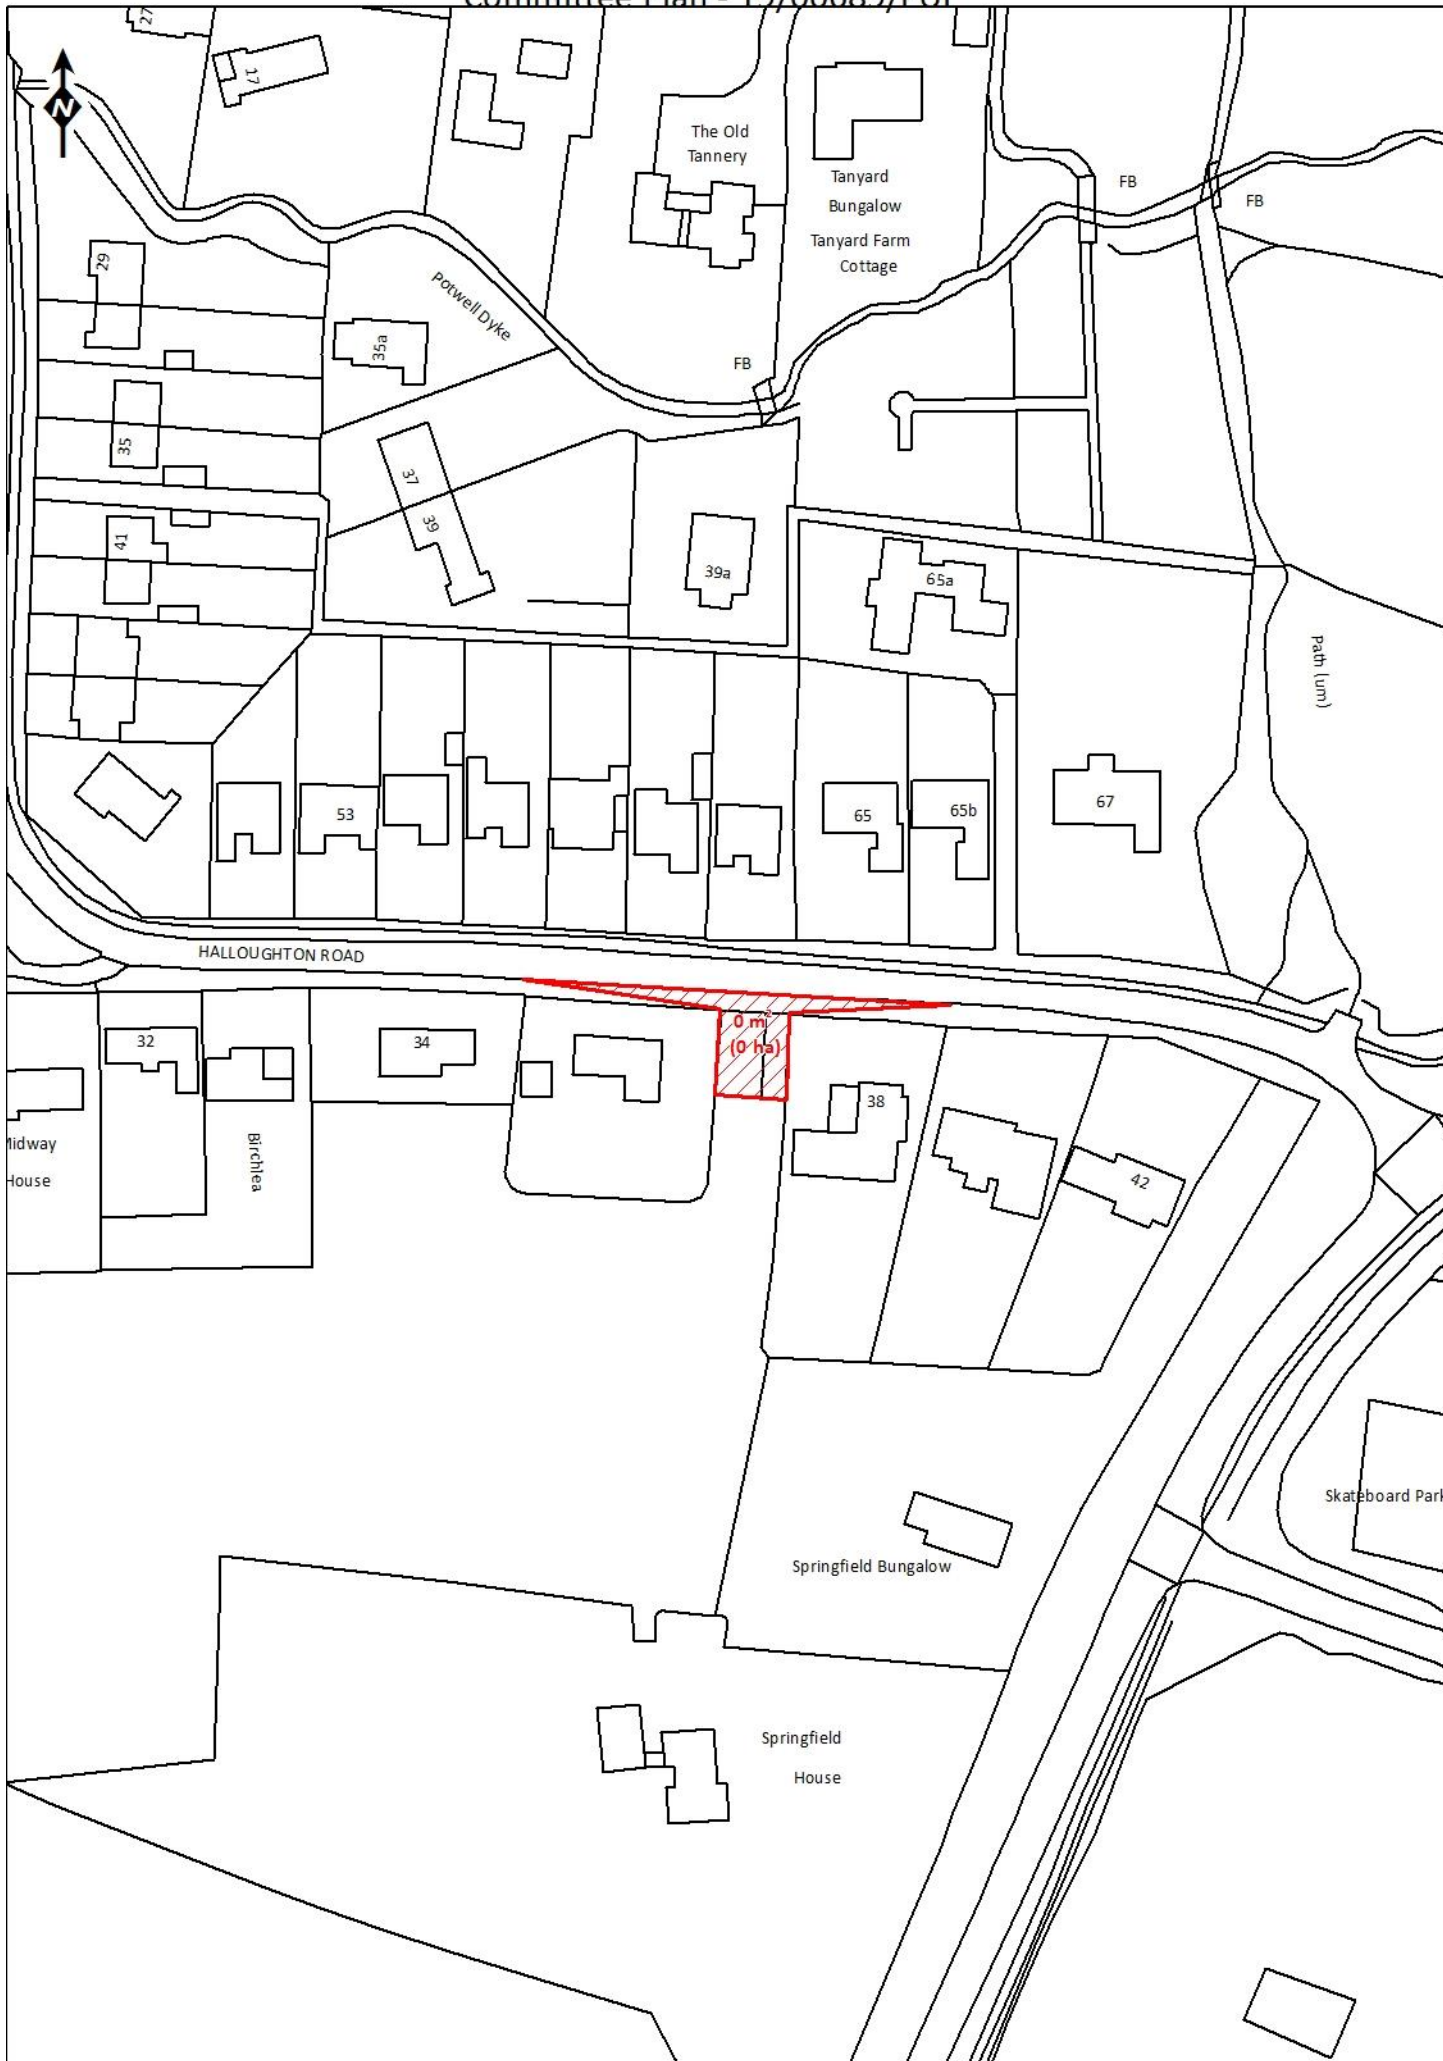 27
17
N
The Old
Tannery
Tanyard
Bungalow
Tanyard Farm
Cottage
FB
FB
29
Potwell Dyke
35a
FB
35
37
39
41
39a
65a
Path (um)
53
65
65b
67
HALLOUGHTON ROAD
0 m²
(0 ha)
32
34
38
42
Midway
House
Birchlea
Skateboard Park
Springfield Bungalow
Springfield
House